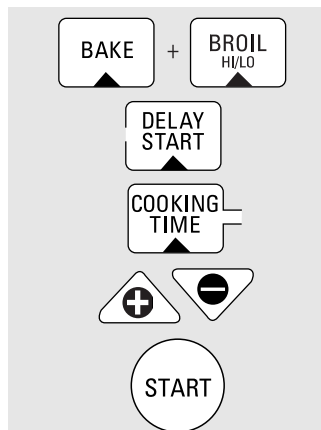 BAKE + BROIL
HI/LO
DELAY
START
COOKING
TIME
+ −
START